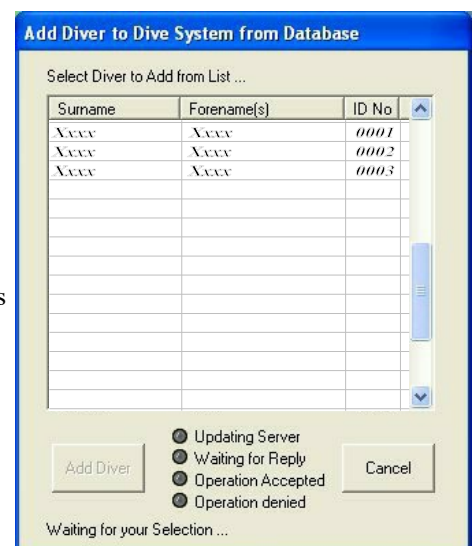 Add Diver to Dive System from Database
Select Diver to Add from List ...
Surname Forename(s) ID No
Xxxx Xxxx 0001
Xxxx Xxxx 0002
Xxxx Xxxx 0003
s
Updating Server
Waiting for Reply
Add Diver Operation Accepted Cancel
Operation denied
Waiting for your Selection ...